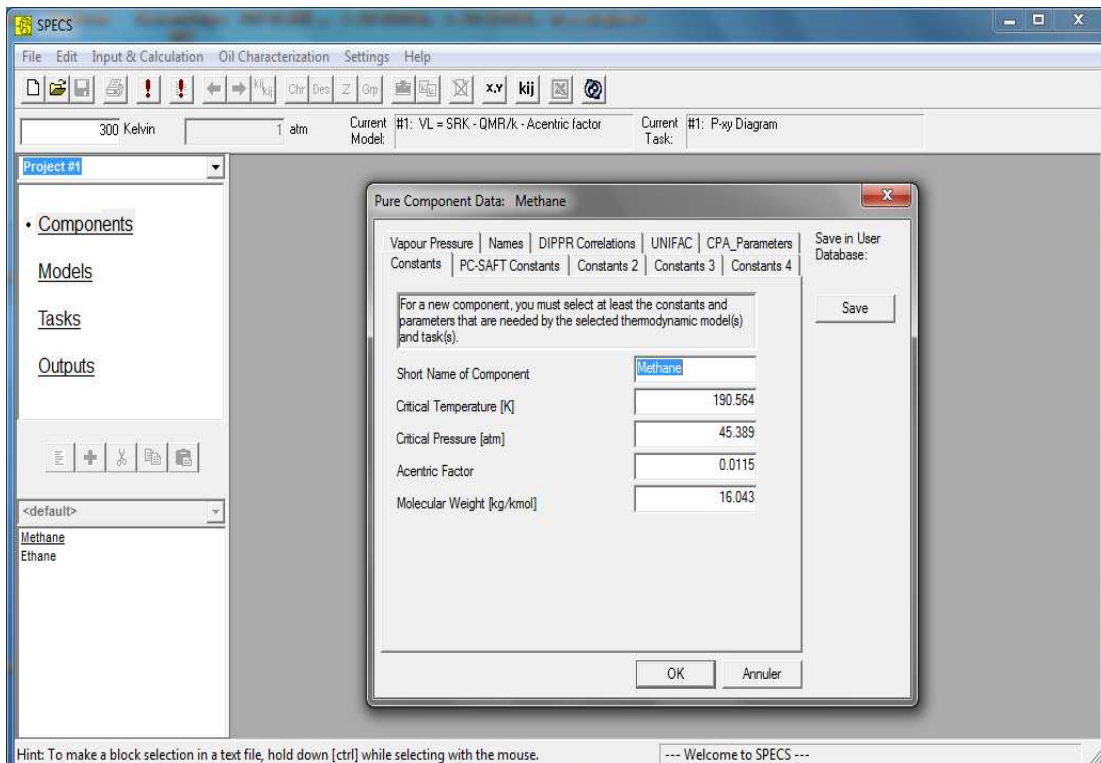 SPECS
File Edit Input & Calculation Oil Characterization Settings Help
Chr Des Z Grp x,y kij
300 Kelvin 1 atm Current Model: #1: VL = SRK - QMR/k - Acentric factor Current Task: #1: P-xy Diagram
Project #1
• Components
Models
Tasks
Outputs
<default>
Methane
Ethane
Pure Component Data: Methane
Vapour Pressure Names DIPPR Correlations UNIFAC CPA_Parameters
Constants PC-SAFT Constants Constants 2 Constants 3 Constants 4
For a new component, you must select at least the constants and
parameters that are needed by the selected thermodynamic model(s)
and task(s).
Short Name of Component Methane
Critical Temperature [K] 190.564
Critical Pressure [atm] 45.389
Acentric Factor 0.0115
Molecular Weight [kg/kmol] 16.043
Save in User
Database:
Save
OK Annuler
Hint: To make a block selection in a text file, hold down [ctrl] while selecting with the mouse. --- Welcome to SPECS ---